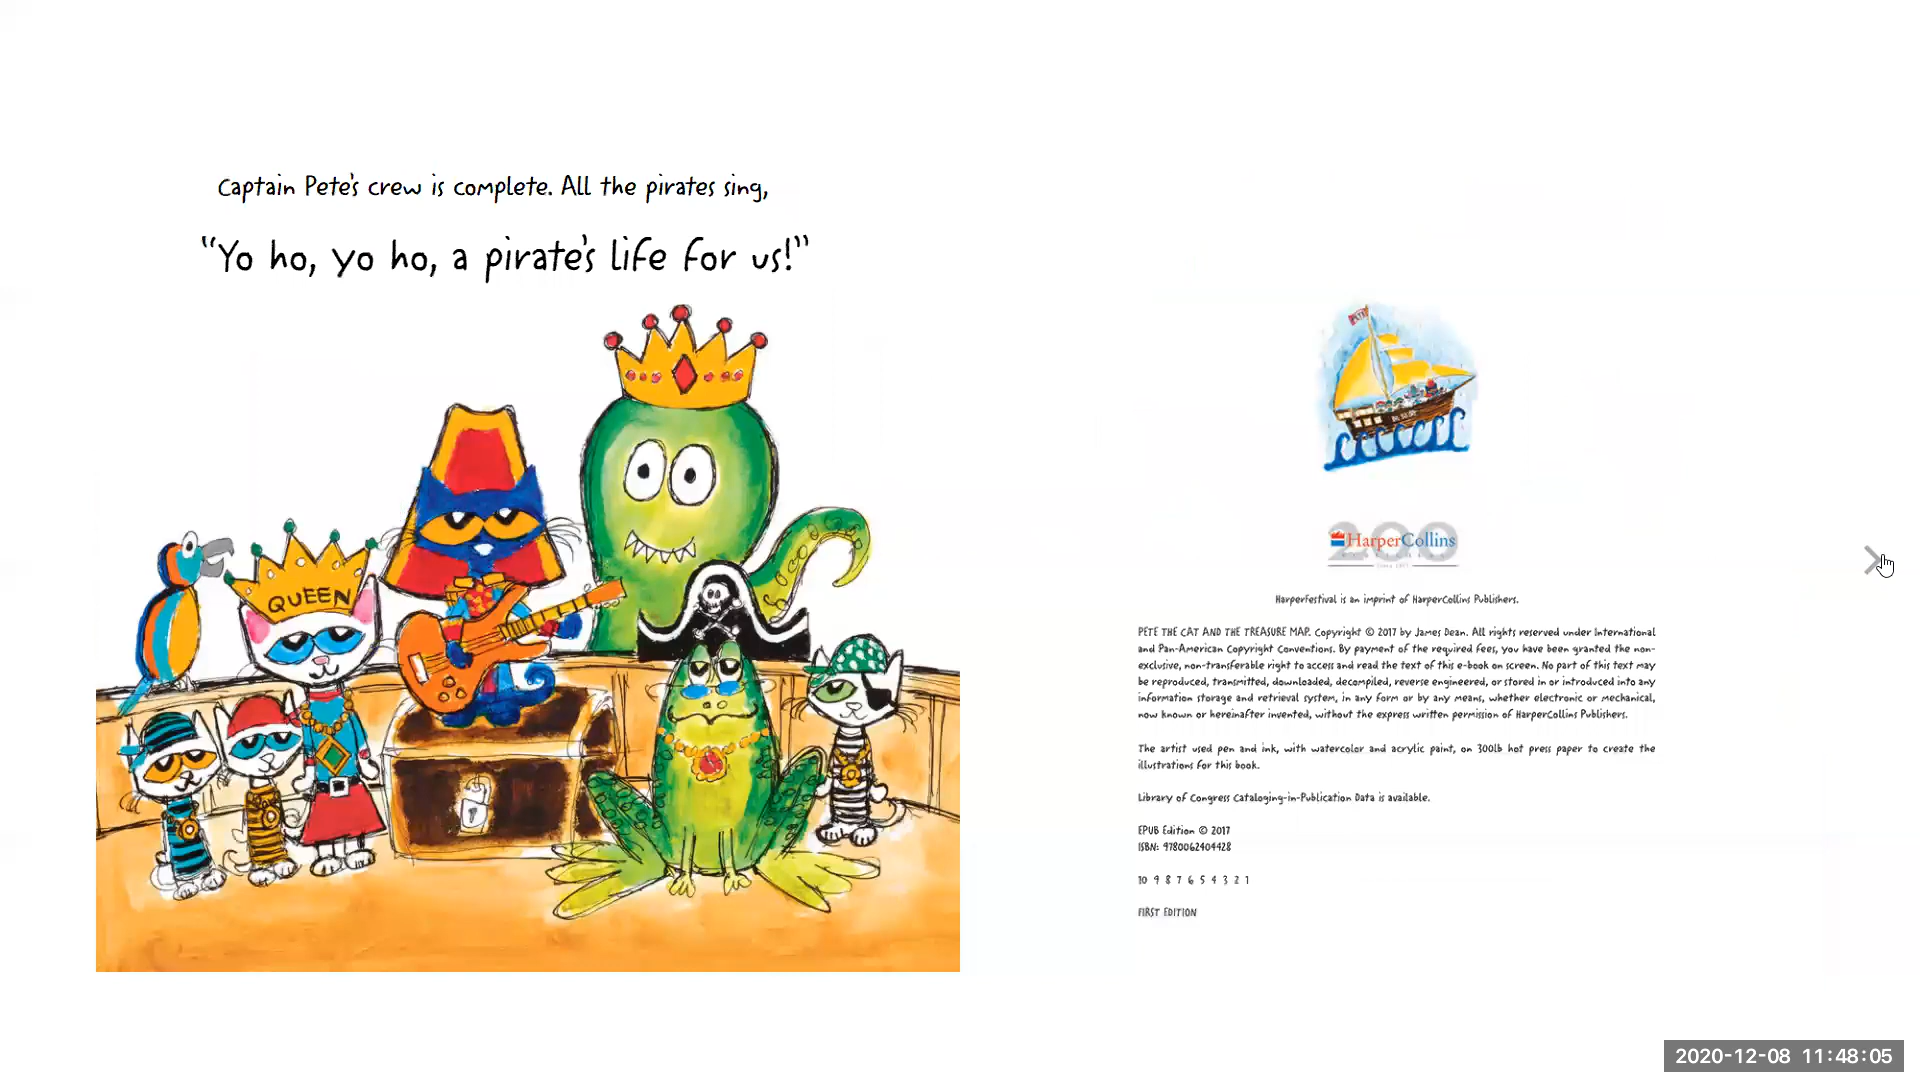 Captain Pete's crew is complete. All the pirates sing,
"Yo ho, yo ho, a pirate's life for us!"
QUEEN
PETE
200
HarperCollins
HarperFestival is an imprint of HarperCollins Publishers.
PETE THE CAT AND THE TREASURE MAP. Copyright © 2017 by James Dean. All rights reserved under International
and Pan-American Copyright Conventions. By payment of the required fees, you have been granted the non-
exclusive, non-transferable right to access and read the text of this e-book on screen. No part of this text may
be reproduced, transmitted, downloaded, decompiled, reverse engineered, or stored in or introduced into any
information storage and retrieval system, in any form or by any means, whether electronic or mechanical,
now known or hereinafter invented, without the express written permission of HarperCollins Publishers.
The artist used pen and ink, with watercolor and acrylic paint, on 300lb hot press paper to create the
illustrations for this book.
Library of Congress Cataloging-in-Publication Data is available.
EPUB Edition © 2017
ISBN: 9780062404428
10 9 8 7 6 5 4 3 2 1
FIRST EDITION
2020-12-08 11:48:05